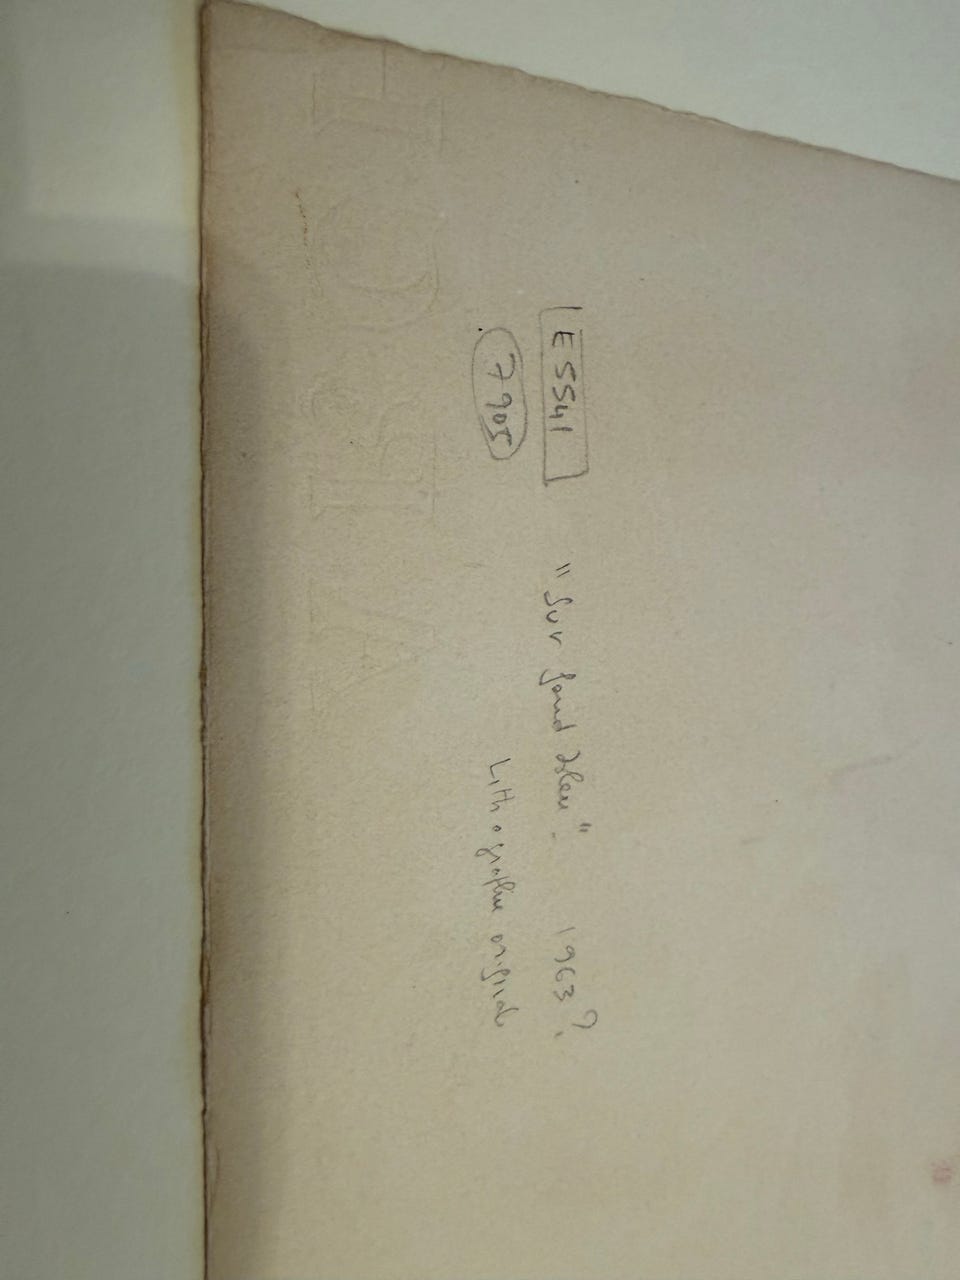 E5541 "Sur fond bleu". 1963?
7905 Lithographie original